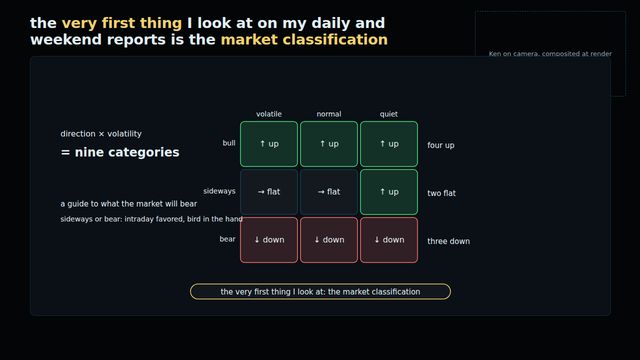 the very first thing I look at on my daily and
weekend reports is the market classification
Ken on camera, composited at render
volatile normal quiet
direction × volatility
= nine categories
bull ↑ up ↑ up ↑ up four up
sideways → flat → flat ↑ up two flat
a guide to what the market will bear
sideways or bear: intraday favored, bird in the hand
bear ↓ down ↓ down ↓ down three down
the very first thing I look at: the market classification